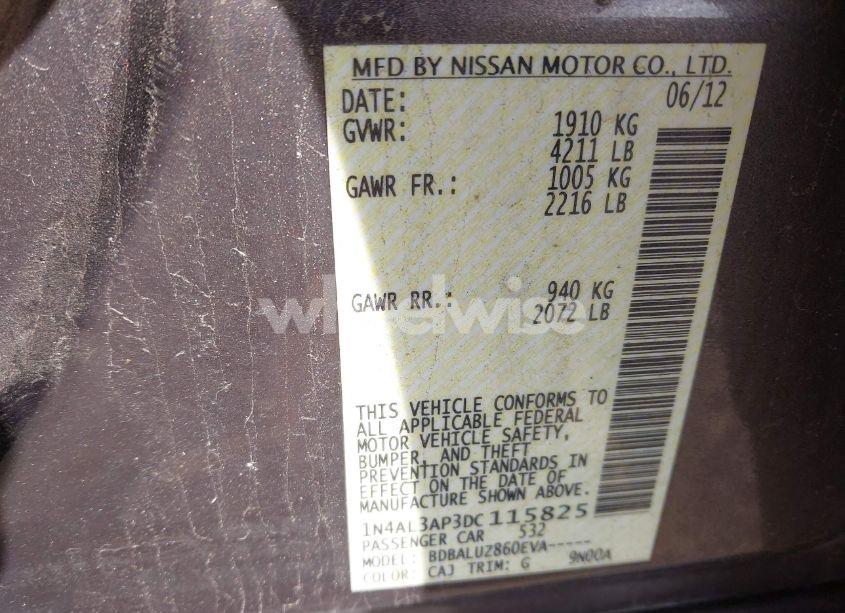 MFD BY NISSAN MOTOR CO., LTD.
DATE: 06/12
GVWR: 1910 KG
4211 LB
GAWR FR.: 1005 KG
2216 LB
GAWR RR.: 940 KG
2072 LB
wheelwise
THIS VEHICLE CONFORMS TO
ALL APPLICABLE FEDERAL
MOTOR VEHICLE SAFETY,
BUMPER, AND THEFT
PREVENTION STANDARDS IN
EFFECT ON THE DATE OF
MANUFACTURE SHOWN ABOVE.
1N4AL3AP3DC 115825
PASSENGER CAR 532
MODEL: BDBALUZ860EVA-----
COLOR: CAJ TRIM: G 9N00A